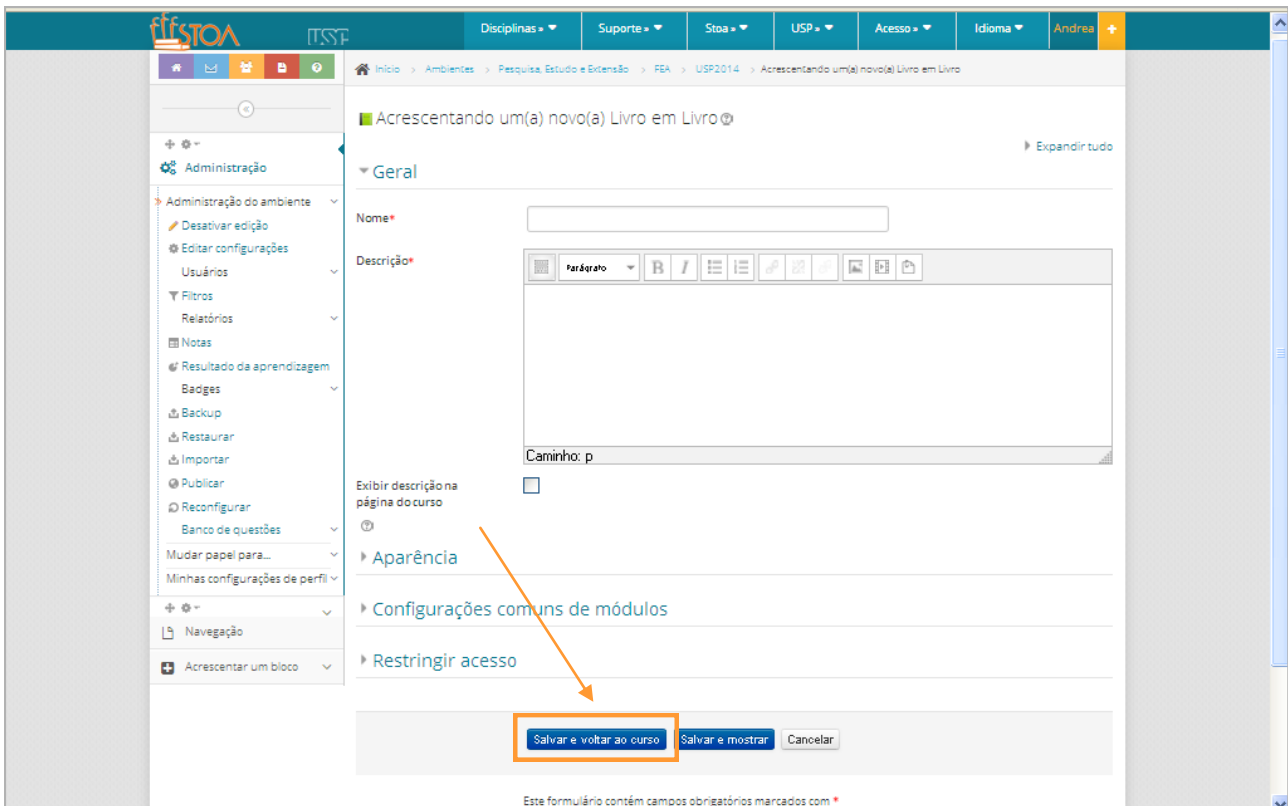 STOA
USP
Disciplinas »
Suporte »
Stoa »
USP »
Acesso »
Idioma
Andrea
+
Início > Ambientes > Pesquisa, Estudo e Extensão > FEA > USP2014 > Acrescentando um(a) novo(a) Livro em Livro
Acrescentando um(a) novo(a) Livro em Livro
Expandir tudo
Administração
Administração do ambiente
Desativar edição
Editar configurações
Usuários
Filtros
Relatórios
Notas
Resultado da aprendizagem
Badges
Backup
Restaurar
Importar
Publicar
Reconfigurar
Banco de questões
Mudar papel para...
Minhas configurações de perfil
Navegação
Acrescentar um bloco
Geral
Nome*
Descrição*
Parágrafo
B I
Caminho: p
Exibir descrição na
página do curso
Aparência
Configurações comuns de módulos
Restringir acesso
Salvar e voltar ao curso
Salvar e mostrar
Cancelar
Este formulário contém campos obrigatórios marcados com *